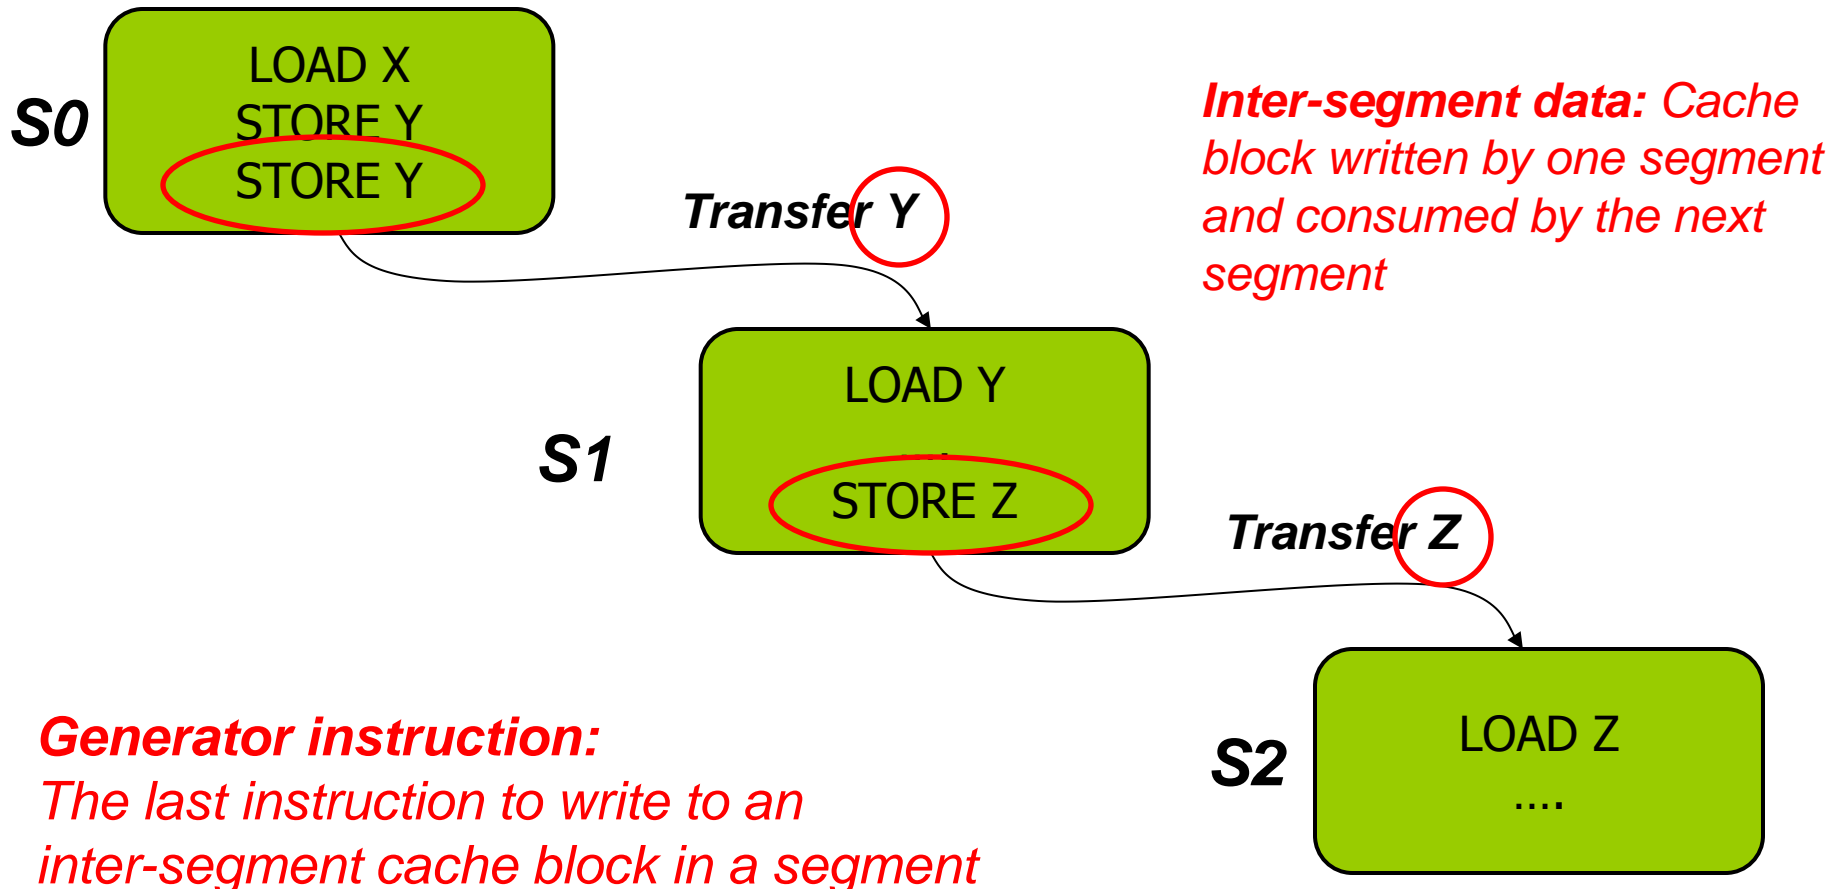 S0
LOAD X
STORE Y
STORE Y
Transfer Y
Inter-segment data: Cache
block written by one segment
and consumed by the next
segment
S1
LOAD Y
....
STORE Z
Transfer Z
S2
LOAD Z
....
Generator instruction:
The last instruction to write to an
inter-segment cache block in a segment